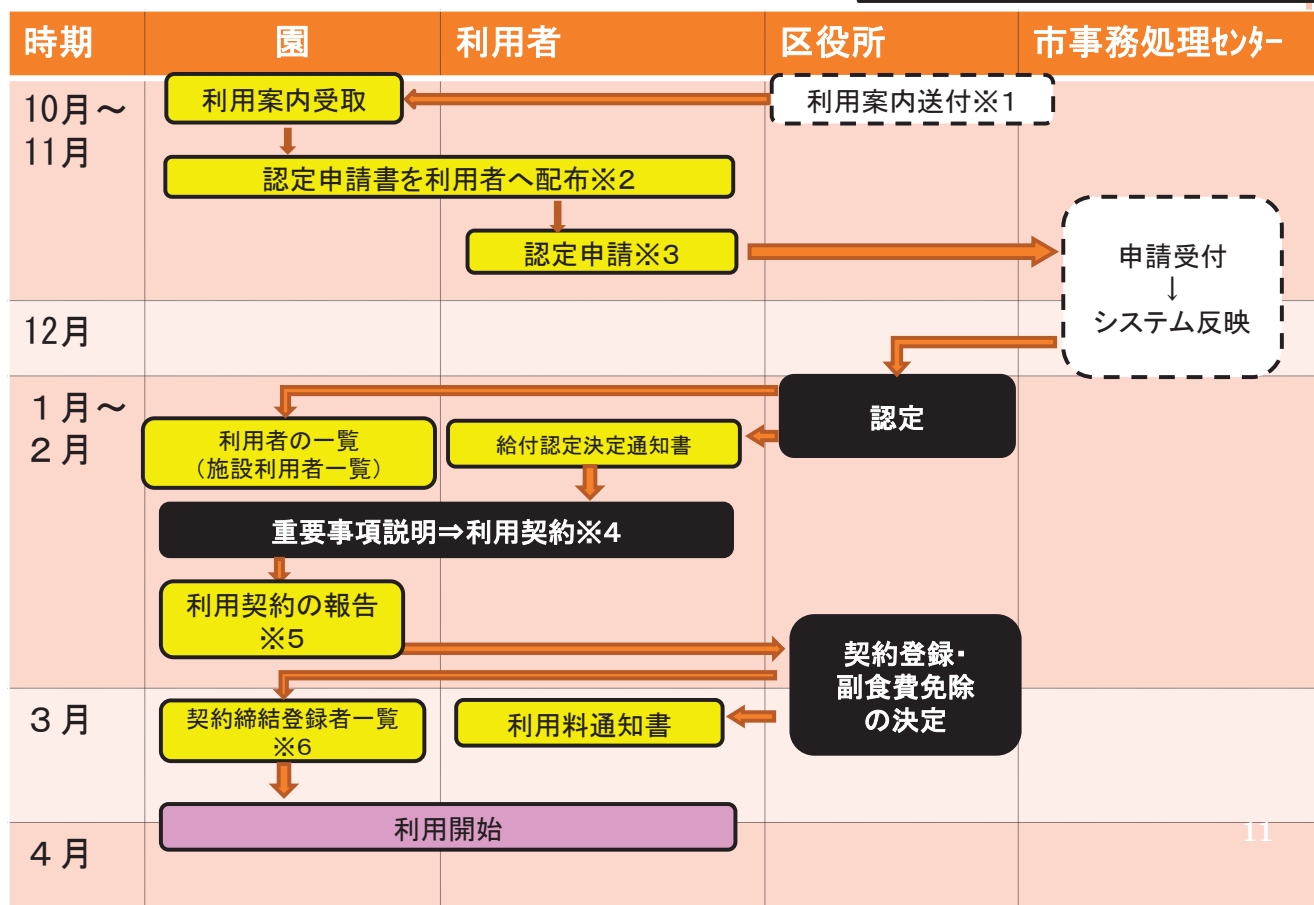 時期
園
利用者
区役所
市事務処理ｾﾝﾀｰ
10月～
11月
利用案内受取
利用案内送付※1
認定申請書を利用者へ配布※2
認定申請※3
申請受付
↓
システム反映
12月
1月～
2月
認定
利用者の一覧
（施設利用者一覧）
給付認定決定通知書
重要事項説明⇒利用契約※4
利用契約の報告
※5
契約登録・
副食費免除
の決定
3月
契約締結登録者一覧
※6
利用料通知書
利用開始
4月
11